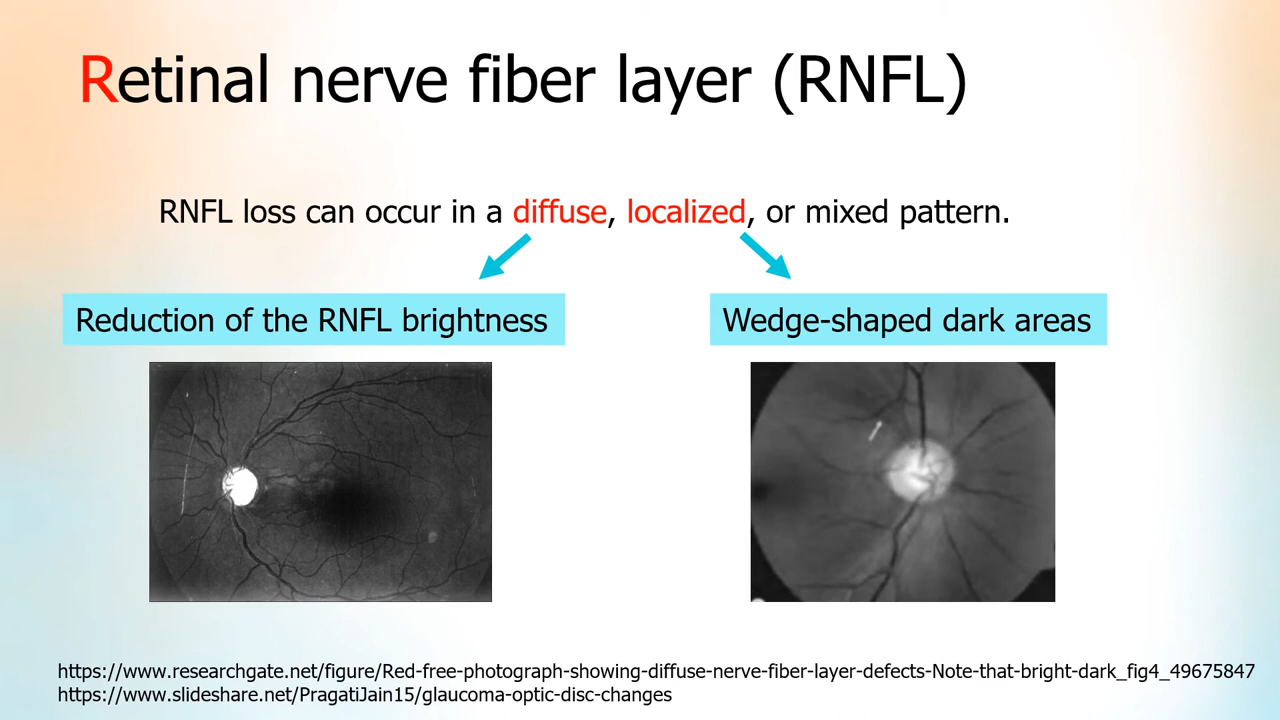 Retinal nerve fiber layer (RNFL)
RNFL loss can occur in a diffuse, localized, or mixed pattern.
Reduction of the RNFL brightness
Wedge-shaped dark areas
https://www.researchgate.net/figure/Red-free-photograph-showing-diffuse-nerve-fiber-layer-defects-Note-that-bright-dark_fig4_49675847
https://www.slideshare.net/PragatiJain15/glaucoma-optic-disc-changes